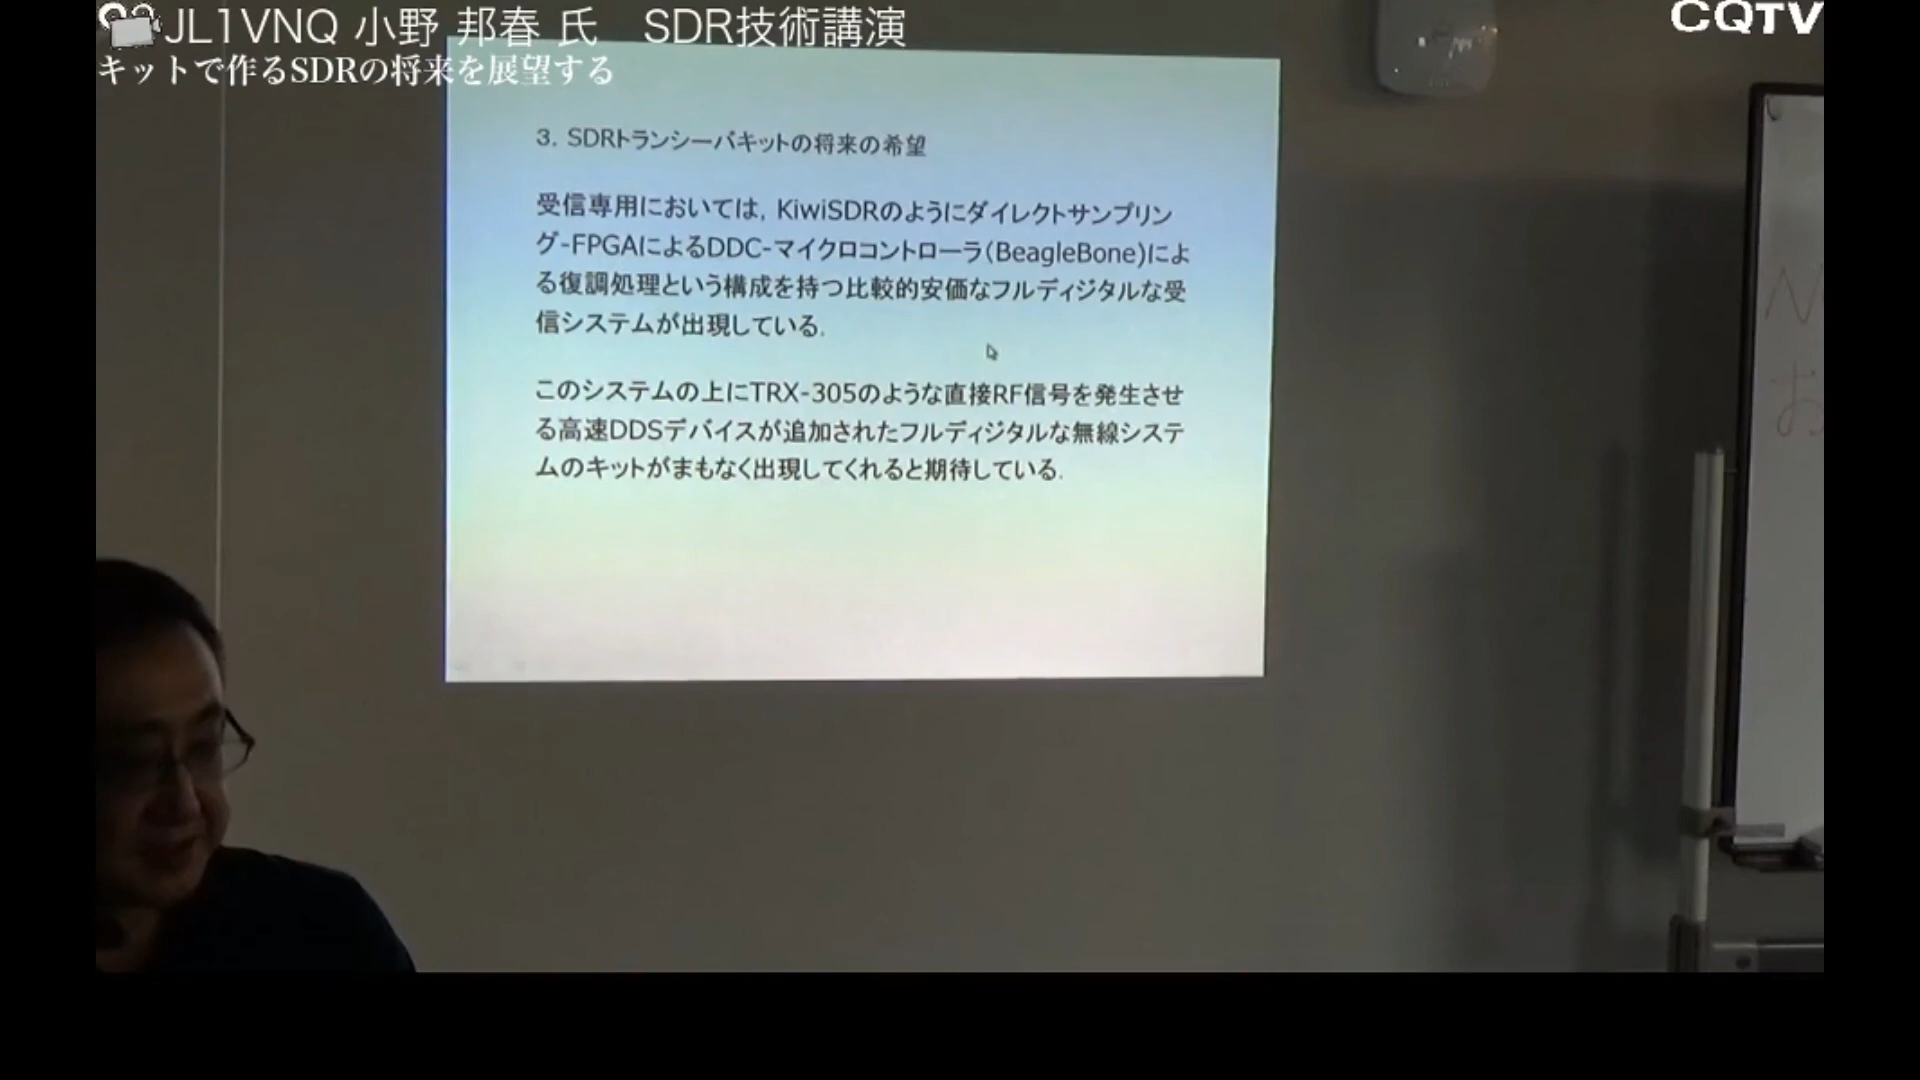 JL1VNQ 小野 邦春 氏　SDR技術講演
CQTV
キットで作るSDRの将来を展望する
3. SDRトランシーバキットの将来の希望
受信専用においては, KiwiSDRのようにダイレクトサンプリン
グ-FPGAによるDDC-マイクロコントローラ(BeagleBone)によ
る復調処理という構成を持つ比較的安価なフルディジタルな受
信システムが出現している.
このシステムの上にTRX-305のような直接RF信号を発生させ
る高速DDSデバイスが追加されたフルディジタルな無線システ
ムのキットがまもなく出現してくれると期待している.
お